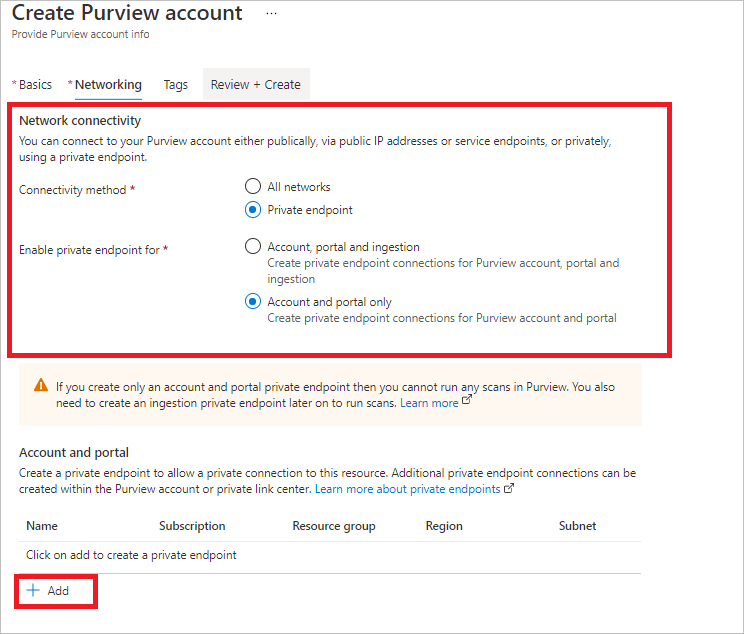 Create Purview account ...
Provide Purview account info
* Basics * Networking Tags Review + Create
Network connectivity
You can connect to your Purview account either publically, via public IP addresses or service endpoints, or privately,
using a private endpoint.
Connectivity method *
All networks
Private endpoint
Enable private endpoint for *
Account, portal and ingestion
Create private endpoint connections for Purview account, portal and
ingestion
Account and portal only
Create private endpoint connections for Purview account and portal
If you create only an account and portal private endpoint then you cannot run any scans in Purview. You also
need to create an ingestion private endpoint later on to run scans. Learn more
Account and portal
Create a private endpoint to allow a private connection to this resource. Additional private endpoint connections can be
created within the Purview account or private link center. Learn more about private endpoints
Name Subscription Resource group Region Subnet
Click on add to create a private endpoint
+ Add